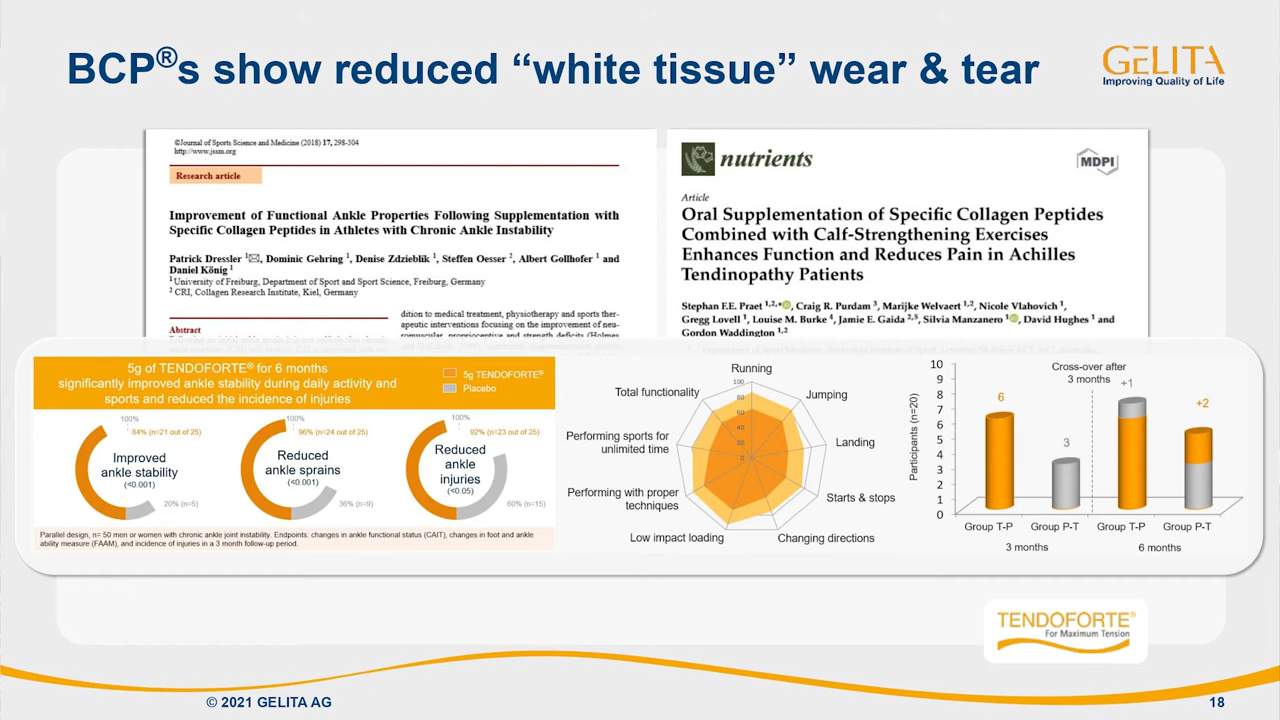 BCP®s show reduced “white tissue” wear & tear
GELITA
Improving Quality of Life
©Journal of Sports Science and Medicine (2018) 17, 298-304
http://www.jssm.org
Research article
Improvement of Functional Ankle Properties Following Supplementation with
Specific Collagen Peptides in Athletes with Chronic Ankle Instability
Patrick Dressler 1✉, Dominic Gehring 1, Denise Zdzieblik 1, Steffen Oesser 2, Albert Gollhofer 1 and
Daniel König 1
1 University of Freiburg, Department of Sport and Sport Science, Freiburg, Germany
2 CRI, Collagen Research Institute, Kiel, Germany
Abstract
dition to medical treatment, physiotherapy and sports ther-
apeutic interventions focusing on the improvement of neu-
romuscular, proprioceptive and strength deficits (Holmes
nutrients
MDPI
Article
Oral Supplementation of Specific Collagen Peptides
Combined with Calf-Strengthening Exercises
Enhances Function and Reduces Pain in Achilles
Tendinopathy Patients
Stephan F.E. Praet 1,2,*, Craig R. Purdam 3, Marijke Welvaert 1,2, Nicole Vlahovich 1,
Gregg Lovell 1, Louise M. Burke 4, Jamie E. Gaida 2,5, Silvia Manzanero 1, David Hughes 1 and
Gordon Waddington 1,2
5g of TENDOFORTE® for 6 months
significantly improved ankle stability during daily activity and
sports and reduced the incidence of injuries
5g TENDOFORTE®
Placebo
100%
84% (n=21 out of 25)
Improved
ankle stability
(<0.001)
20% (n=5)
100%
96% (n=24 out of 25)
Reduced
ankle sprains
(<0.001)
36% (n=9)
100%
92% (n=23 out of 25)
Reduced
ankle
injuries
(<0.05)
60% (n=15)
Parallel design, n= 50 men or women with chronic ankle joint instability. Endpoints: changes in ankle functional status (CAIT), changes in foot and ankle
ability measure (FAAM), and incidence of injuries in a 3 month follow-up period.
Running
Jumping
Landing
Starts & stops
Changing directions
Low impact loading
Performing with proper
techniques
Performing sports for
unlimited time
Total functionality
100
80
60
40
20
0
Participants (n=20)
10
9
8
7
6
5
4
3
2
1
0
6
3
Cross-over after
3 months
+1
+2
Group T-P
Group P-T
Group T-P
Group P-T
3 months
6 months
TENDOFORTE®
For Maximum Tension
© 2021 GELITA AG
18